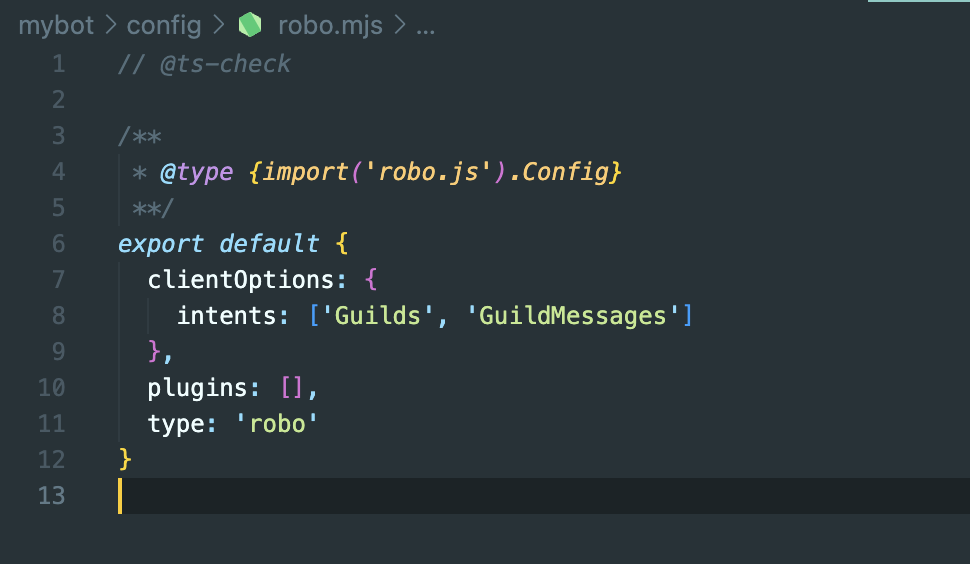 mybot > config > robo.mjs > ...
1 // @ts-check
2
3 /**
4  * @type {import('robo.js').Config}
5  **/
6 export default {
7   clientOptions: {
8     intents: ['Guilds', 'GuildMessages']
9   },
10   plugins: [],
11   type: 'robo'
12 }
13